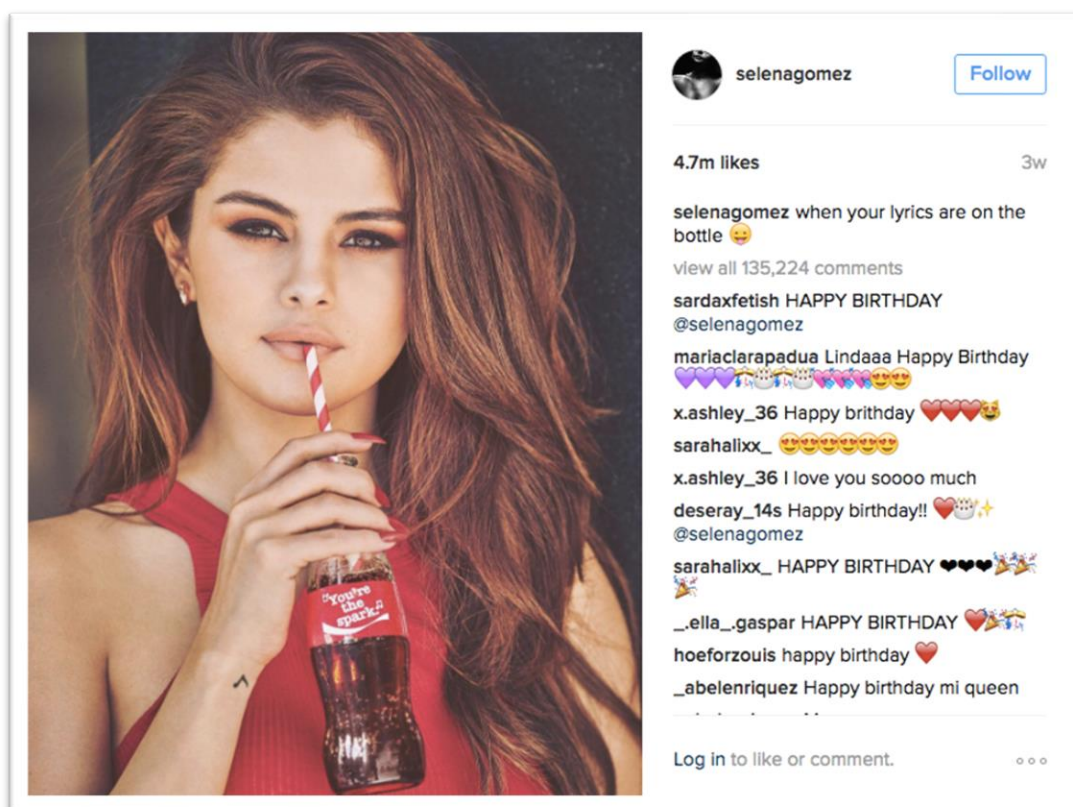 selenagomez
Follow
4.7m likes
3w
selenagomez when your lyrics are on the
bottle 😛
view all 135,224 comments
sardaxfetish HAPPY BIRTHDAY
@selenagomez
mariaclarapadua Lindaaa Happy Birthday
💜💜💜🎊🎂🎊🎂💘💘💘😍😍
x.ashley_36 Happy brithday ❤️❤️❤️😻
sarahalixx_ 😍😍😍😍😍😍
x.ashley_36 I love you soooo much
deseray_14s Happy birthday!! ❤️🎂✨
@selenagomez
sarahalixx_ HAPPY BIRTHDAY ❤❤❤🎉🎉
🎉
_.ella_.gaspar HAPPY BIRTHDAY ❤️🎉🎊
hoeforzouis happy birthday ❤️
_abelenriquez Happy birthday mi queen
Log in to like or comment.
"You're
the
spark."